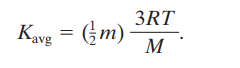 K_avg = (½m) 3RT/M.